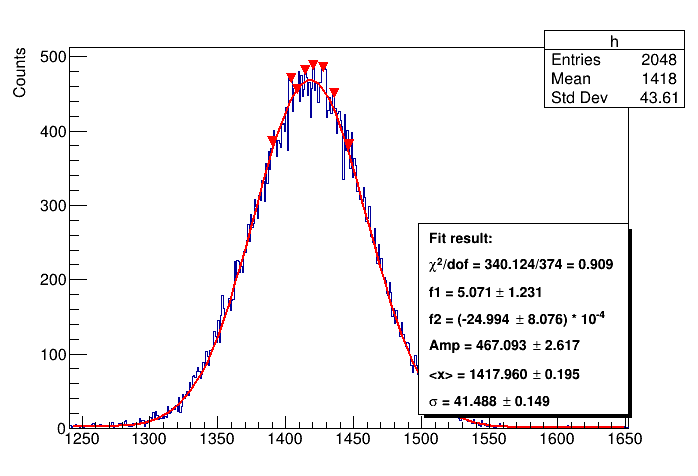 h
Entries 2048
Mean 1418
Std Dev 43.61
Counts
500
400
300
200
100
0
Fit result:
χ²/dof = 340.124/374 = 0.909
f1 = 5.071 ± 1.231
f2 = (-24.994 ± 8.076) * 10⁻⁴
Amp = 467.093 ± 2.617
<x> = 1417.960 ± 0.195
σ = 41.488 ± 0.149
1250 1300 1350 1400 1450 1500 1550 1600 1650